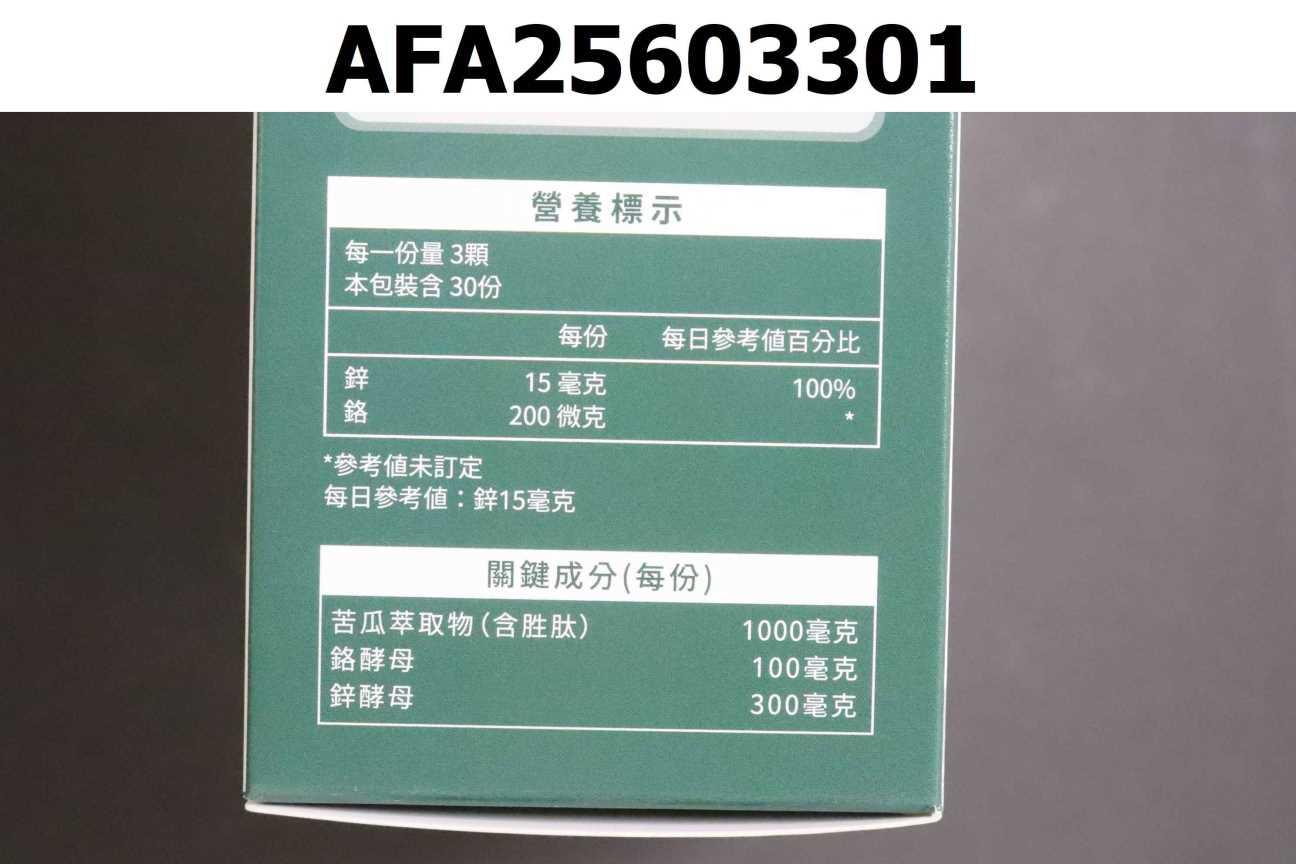 AFA25603301
營養標示
每一份量 3顆
本包裝含 30份
每份 每日參考值百分比
鋅 15 毫克 100%
鉻 200 微克 *
*參考值未訂定
每日參考值：鋅15毫克
關鍵成分(每份)
苦瓜萃取物(含胜肽) 1000毫克
鉻酵母 100毫克
鋅酵母 300毫克